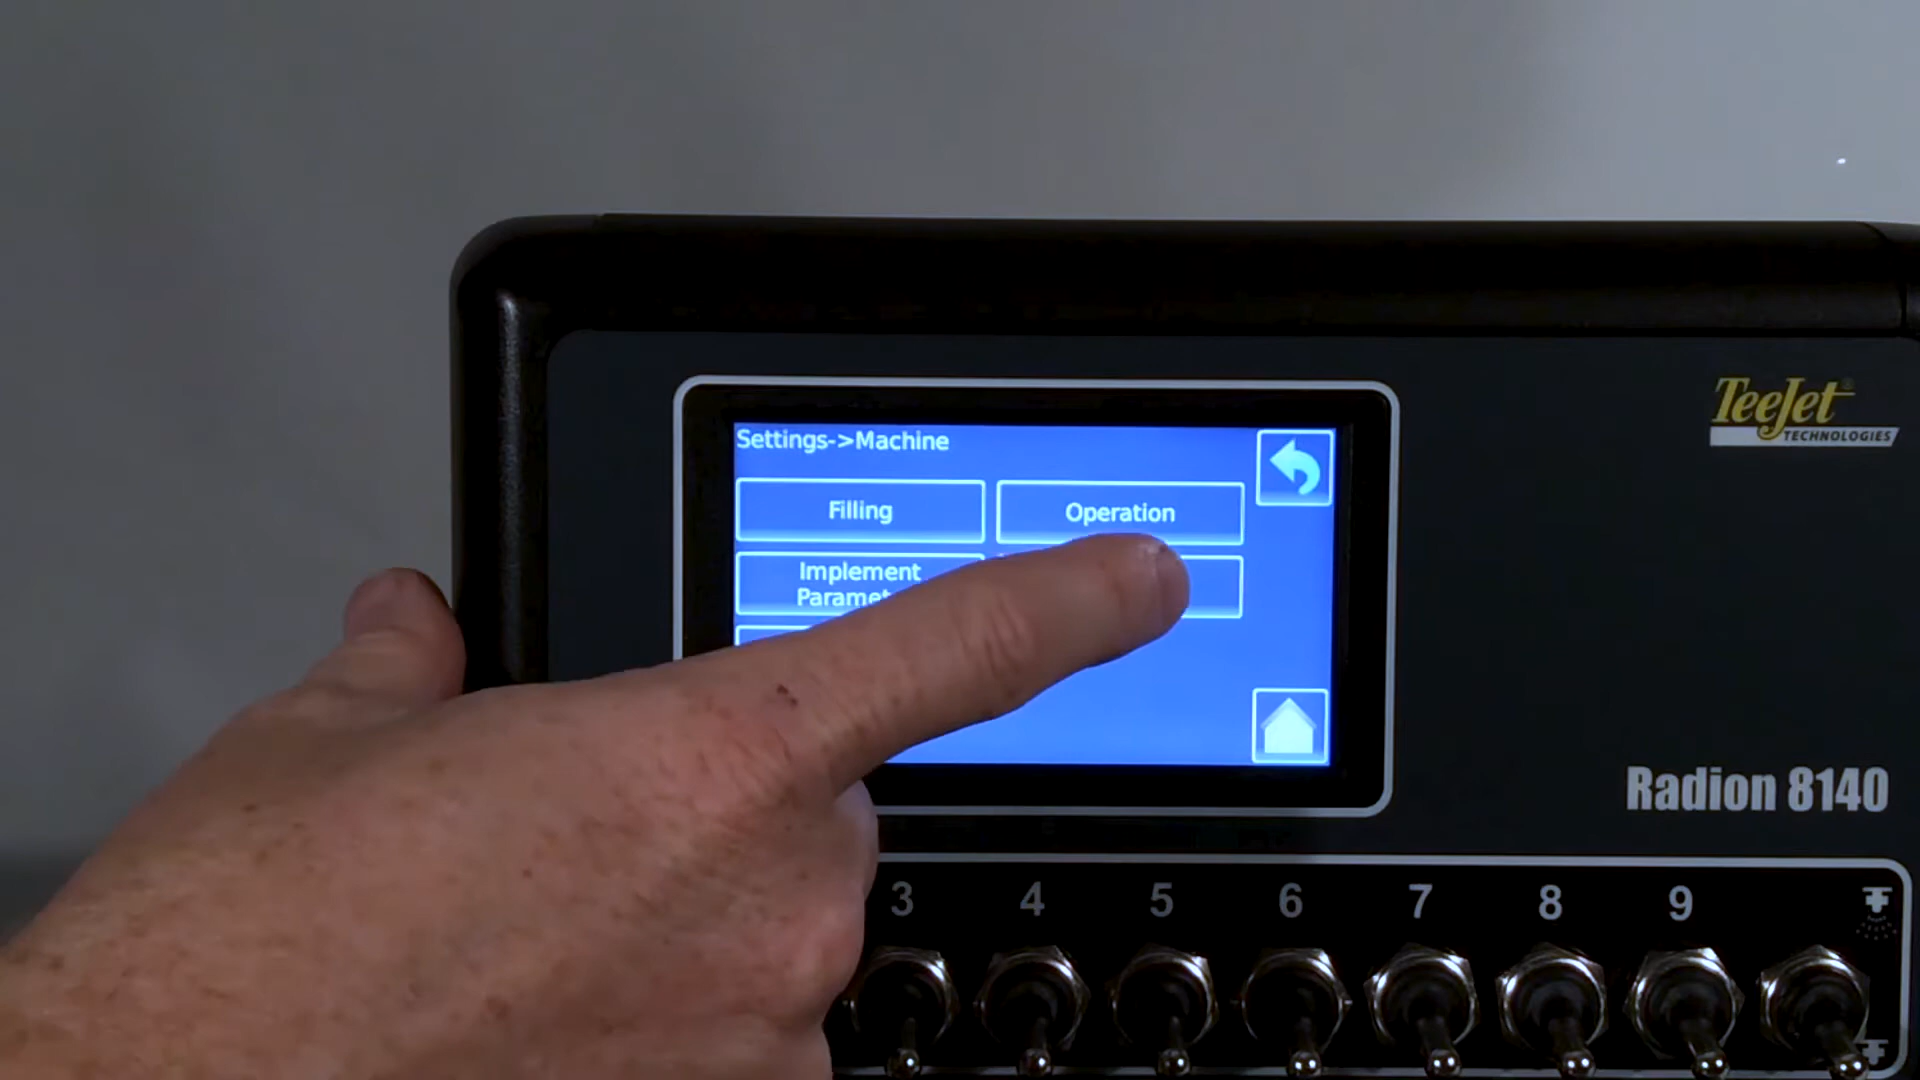 Settings->Machine
Filling
Operation
Implement
TeeJet®
TECHNOLOGIES
Radion 8140
3 4 5 6 7 8 9